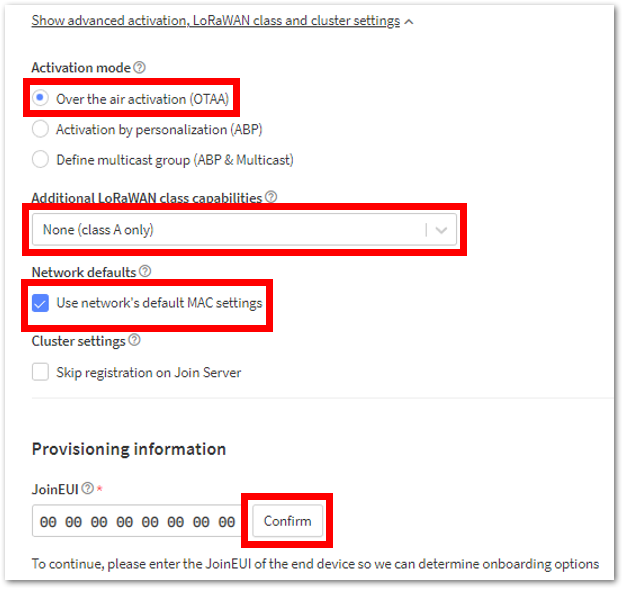 Show advanced activation, LoRaWAN class and cluster settings
Activation mode
Over the air activation (OTAA)
Activation by personalization (ABP)
Define multicast group (ABP & Multicast)
Additional LoRaWAN class capabilities
None (class A only)
Network defaults
Use network's default MAC settings
Cluster settings
Skip registration on Join Server
Provisioning information
JoinEUI *
00 00 00 00 00 00 00 00 Confirm
To continue, please enter the JoinEUI of the end device so we can determine onboarding options